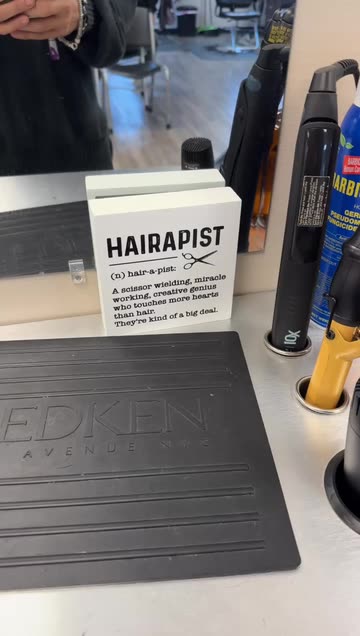 HAIRAPIST
(n) hair-a-pist:
A scissor wielding, miracle
working, creative genius
who touches more hearts
than hair.
They're kind of a big deal.
EDKEN
AVENUE NYC